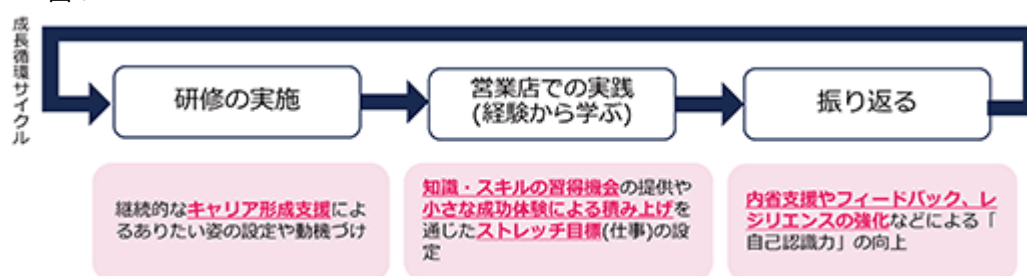 成長循環サイクル
研修の実施
営業店での実践
(経験から学ぶ)
振り返る
継続的なキャリア形成支援によ
るありたい姿の設定や動機づけ
知識・スキルの習得機会の提供や
小さな成功体験による積み上げを
通じたストレッチ目標(仕事)の設
定
内省支援やフィードバック、レ
ジリエンスの強化などによる「
自己認識力」の向上